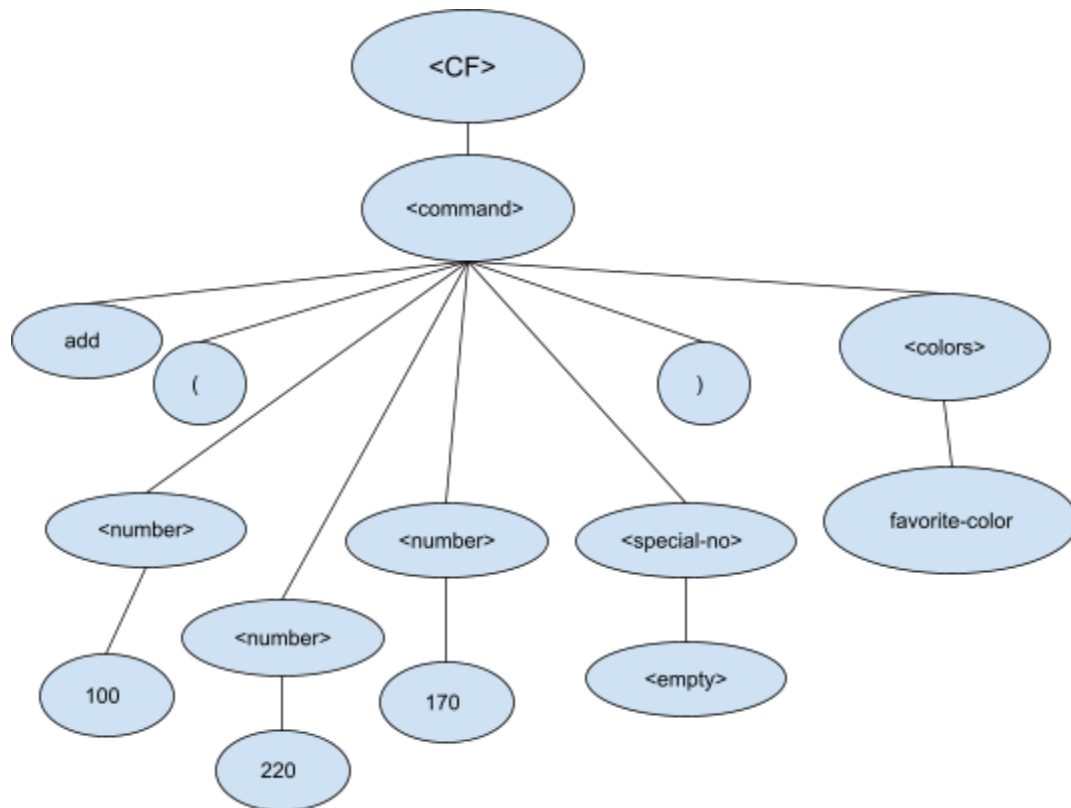 <CF>
<command>
add
(
<number>
100
<number>
220
<number>
170
<special-no>
<empty>
)
<colors>
favorite-color